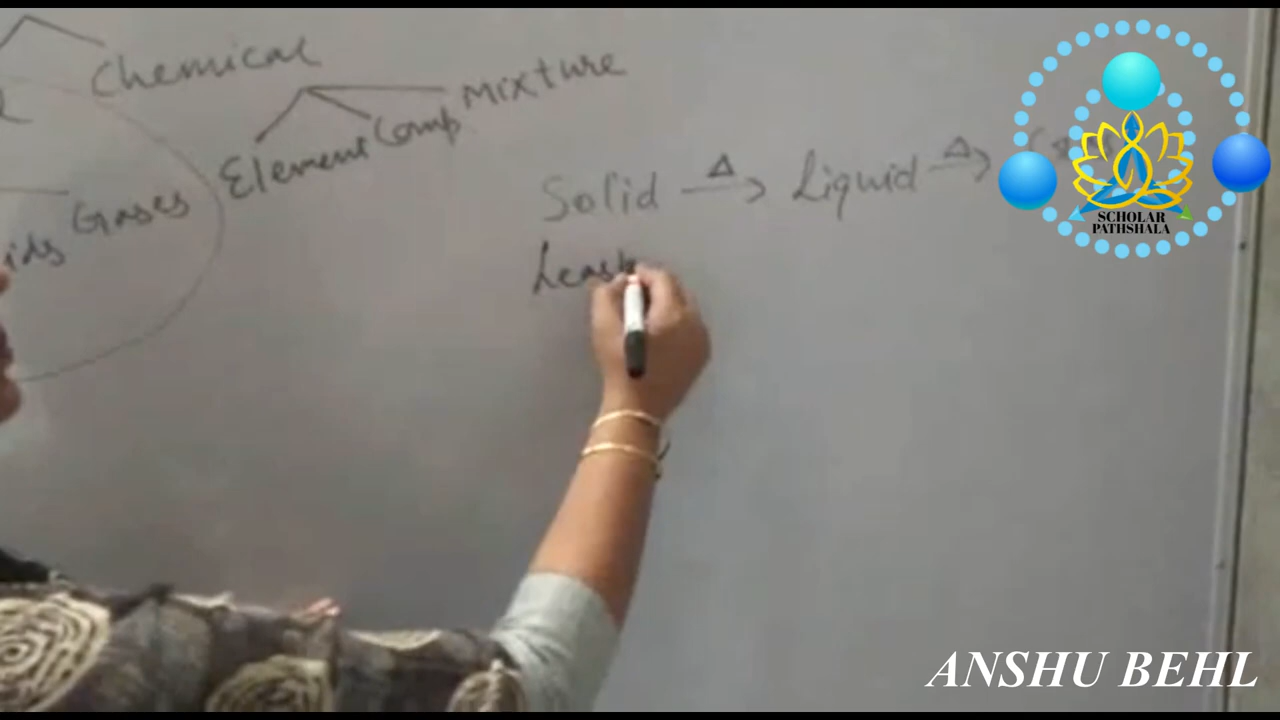 Chemical
Element Comp Mixture
Gases
Solid Δ→ Liquid Δ→
Least
SCHOLAR
PATHSHALA
ANSHU BEHL